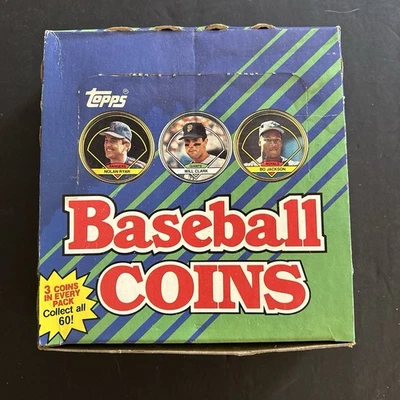 Topps
NOLAN RYAN
WILL CLARK
BO JACKSON
Baseball
COINS
3 COINS
IN EVERY
PACK
Collect all
60!